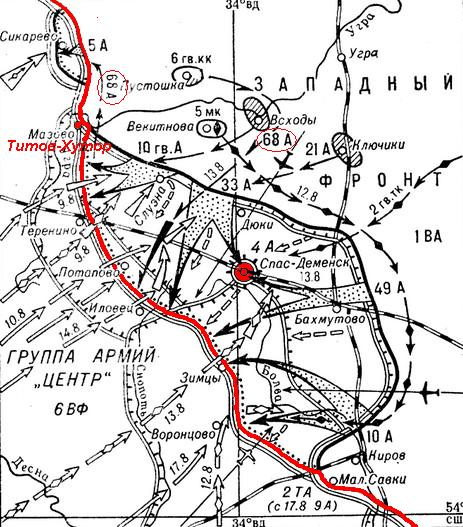 34°вд
Сикарево
5 А
6 гв.кк
Угра
Угра
68 А
Пустошка
ЗАПАДНЫЙ
5 мк
Всходы
Мазово
Векитнова
68 А
Титов-Хутор
10 гв.А
21 А
Ключики
13.8
ФРОНТ
33 А
12.8
2 гв.тк
9.8
Слузна
Теренино
Дюки
1 ВА
9.8
4 А
Спас-Деменск
Потапово
13.8
49 А
10.8
Иловец
14.8
Бахмутово
ГРУППА АРМИЙ
„ЦЕНТР“
6 ВФ
Зимцы
Болва
13.8
10 А
Воронцово
Киров
Десна
17.8
12.8
Мал.Савки
2 ТА
(с 17.8 9А)
34°вд
54°
сш